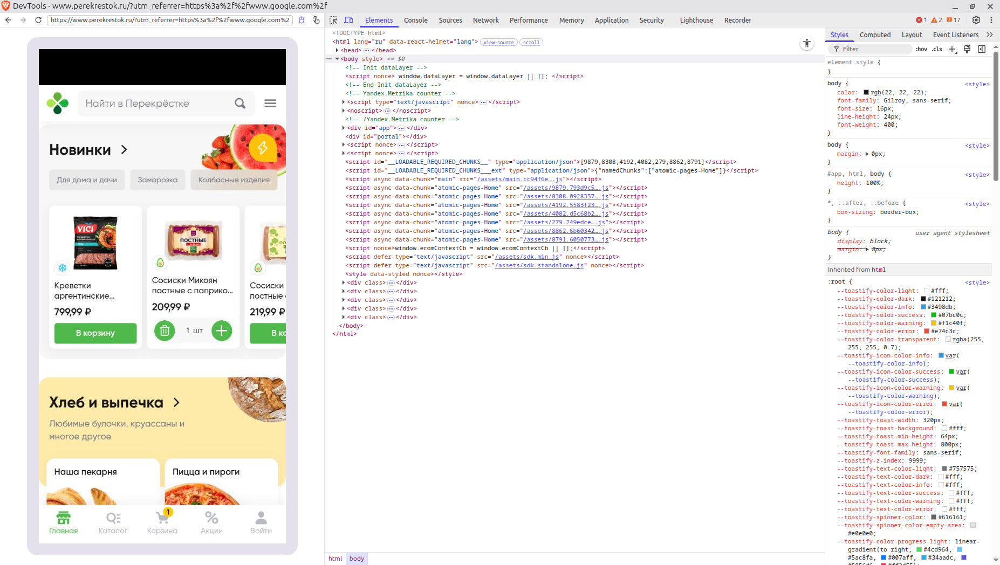 DevTools - www.perekrestok.ru/?utm_referrer=https%3a%2f%2fwww.google.com%2f
https://www.perekrestok.ru/?utm_referrer=https%3a%2f%2fwww.google.com%2
Elements Console Sources Network Performance Memory Application Security Lighthouse Recorder 1 2 17
Найти в Перекрёстке
Новинки
Для дома и дачи Заморозка Колбасные изделия
VICI
ПОСТНЫЕ
Креветки
аргентинские...
799,99 ₽
В корзину
Сосиски Микоян
постные с паприко...
209,99 ₽
1 шт
Сосиски
постные
219,99 ₽
В ко
Хлеб и выпечка
Любимые булочки, круассаны и
многое другое
Наша пекарня Пицца и пироги
1
Главная Каталог Корзина Акции Войти
<!DOCTYPE html>
<html lang="ru" data-react-helmet="lang"> view-source scroll
<head> … </head>
… <body style> == $0
<!-- Init dataLayer -->
<script nonce> window.dataLayer = window.dataLayer || []; </script>
<!-- End Init dataLayer -->
<!-- Yandex.Metrika counter -->
<script type="text/javascript" nonce> … </script>
<noscript> … </noscript>
<!-- /Yandex.Metrika counter -->
<div id="app"> … </div>
<div id="portal"></div>
<script nonce> … </script>
<script nonce> … </script>
<script id="__LOADABLE_REQUIRED_CHUNKS__" type="application/json">[9879,8308,4192,4082,279,8862,8791]</script>
<script id="__LOADABLE_REQUIRED_CHUNKS___ext" type="application/json">{"namedChunks":["atomic-pages-Home"]}</script>
<script async data-chunk="main" src="/assets/main.cc94f6e….js"></script>
<script async data-chunk="atomic-pages-Home" src="/assets/9879.793d9c5….js"></script>
<script async data-chunk="atomic-pages-Home" src="/assets/8308.0928357….js"></script>
<script async data-chunk="atomic-pages-Home" src="/assets/4192.5583f23….js"></script>
<script async data-chunk="atomic-pages-Home" src="/assets/4082.d5c68b2….js"></script>
<script async data-chunk="atomic-pages-Home" src="/assets/279.249edce….js"></script>
<script async data-chunk="atomic-pages-Home" src="/assets/8862.6b60342….js"></script>
<script async data-chunk="atomic-pages-Home" src="/assets/8791.6050773….js"></script>
<script nonce>window.ecomContextCb = window.ecomContextCb || [];</script>
<script defer type="text/javascript" src="/assets/sdk.min.js" nonce></script>
<script defer type="text/javascript" src="/assets/sdk.standalone.js" nonce></script>
<style data-styled nonce></style>
<div class> … </div>
<div class> … </div>
<div class> … </div>
<div class> … </div>
<div class> … </div>
</body>
</html>
html body
Styles Computed Layout Event Listeners
Filter :hov .cls
element.style {
}
body { <style>
color: rgb(22, 22, 22);
font-family: Gilroy, sans-serif;
font-size: 16px;
line-height: 24px;
font-weight: 400;
}
body { <style>
margin: 0px;
}
#app, html, body { <style>
height: 100%;
}
*, ::after, ::before { <style>
box-sizing: border-box;
}
body { user agent stylesheet
display: block;
margin: 8px;
}
Inherited from html
:root { <style>
--toastify-color-light: #fff;
--toastify-color-dark: #121212;
--toastify-color-info: #3498db;
--toastify-color-success: #07bc0c;
--toastify-color-warning: #f1c40f;
--toastify-color-error: #e74c3c;
--toastify-color-transparent: rgba(255,
255, 255, 0.7);
--toastify-icon-color-info: var(
--toastify-color-info);
--toastify-icon-color-success: var(
--toastify-color-success);
--toastify-icon-color-warning: var(
--toastify-color-warning);
--toastify-icon-color-error: var(
--toastify-color-error);
--toastify-toast-width: 320px;
--toastify-toast-background: #fff;
--toastify-toast-min-height: 64px;
--toastify-toast-max-height: 800px;
--toastify-font-family: sans-serif;
--toastify-z-index: 9999;
--toastify-text-color-light: #757575;
--toastify-text-color-dark: #fff;
--toastify-text-color-info: #fff;
--toastify-text-color-success: #fff;
--toastify-text-color-warning: #fff;
--toastify-text-color-error: #fff;
--toastify-spinner-color: #616161;
--toastify-spinner-color-empty-area:
#e0e0e0;
--toastify-color-progress-light: linear-
gradient(to right, #4cd964,
#5ac8fa, #007aff, #34aadc,